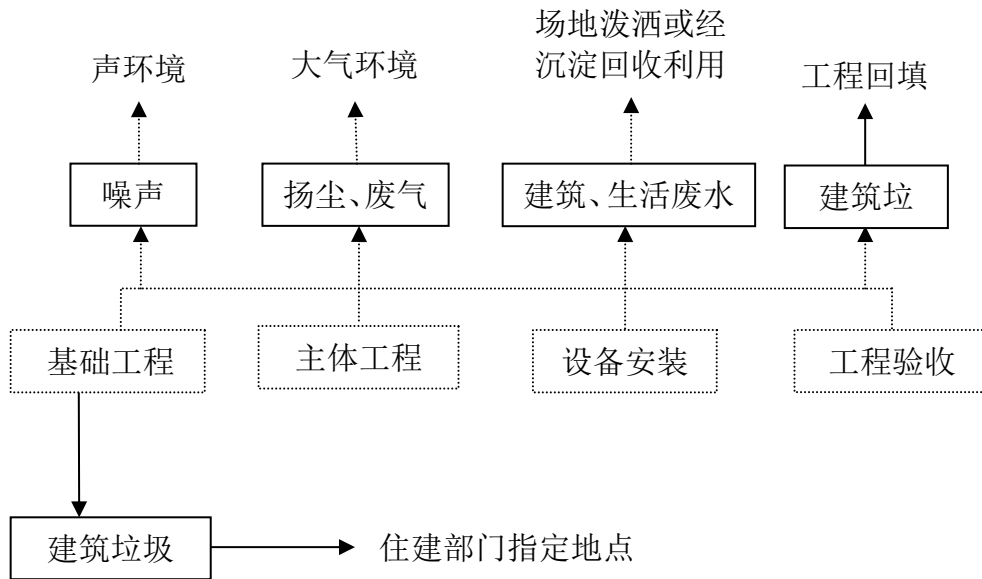 场地泼洒或经
沉淀回收利用
声环境
大气环境
工程回填
噪声
扬尘、废气
建筑、生活废水
建筑垃
基础工程
主体工程
设备安装
工程验收
建筑垃圾
住建部门指定地点